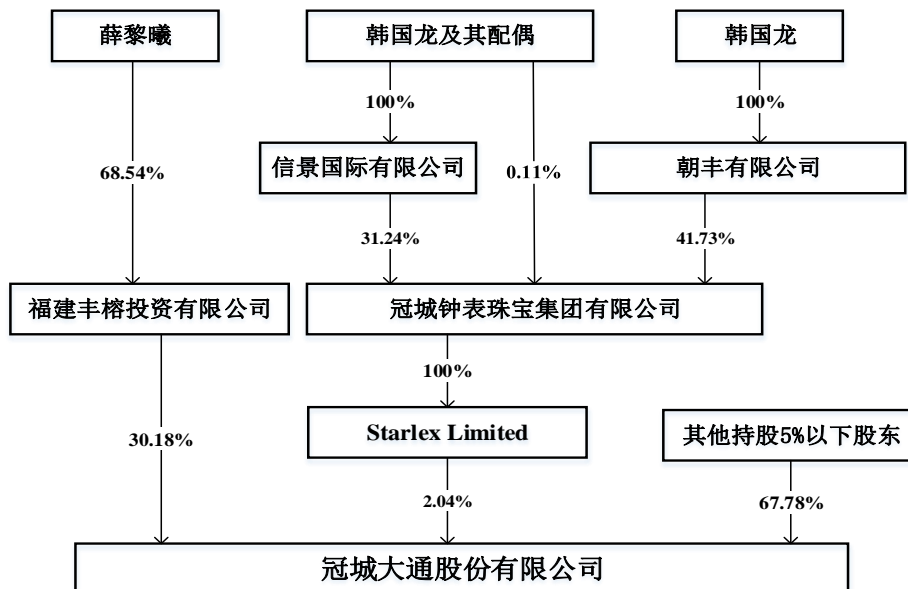 薛黎曦
韩国龙及其配偶
韩国龙
100%
100%
信景国际有限公司
朝丰有限公司
68.54%
0.11%
31.24%
41.73%
福建丰榕投资有限公司
冠城钟表珠宝集团有限公司
100%
Starlex Limited
其他持股5%以下股东
30.18%
2.04%
67.78%
冠城大通股份有限公司